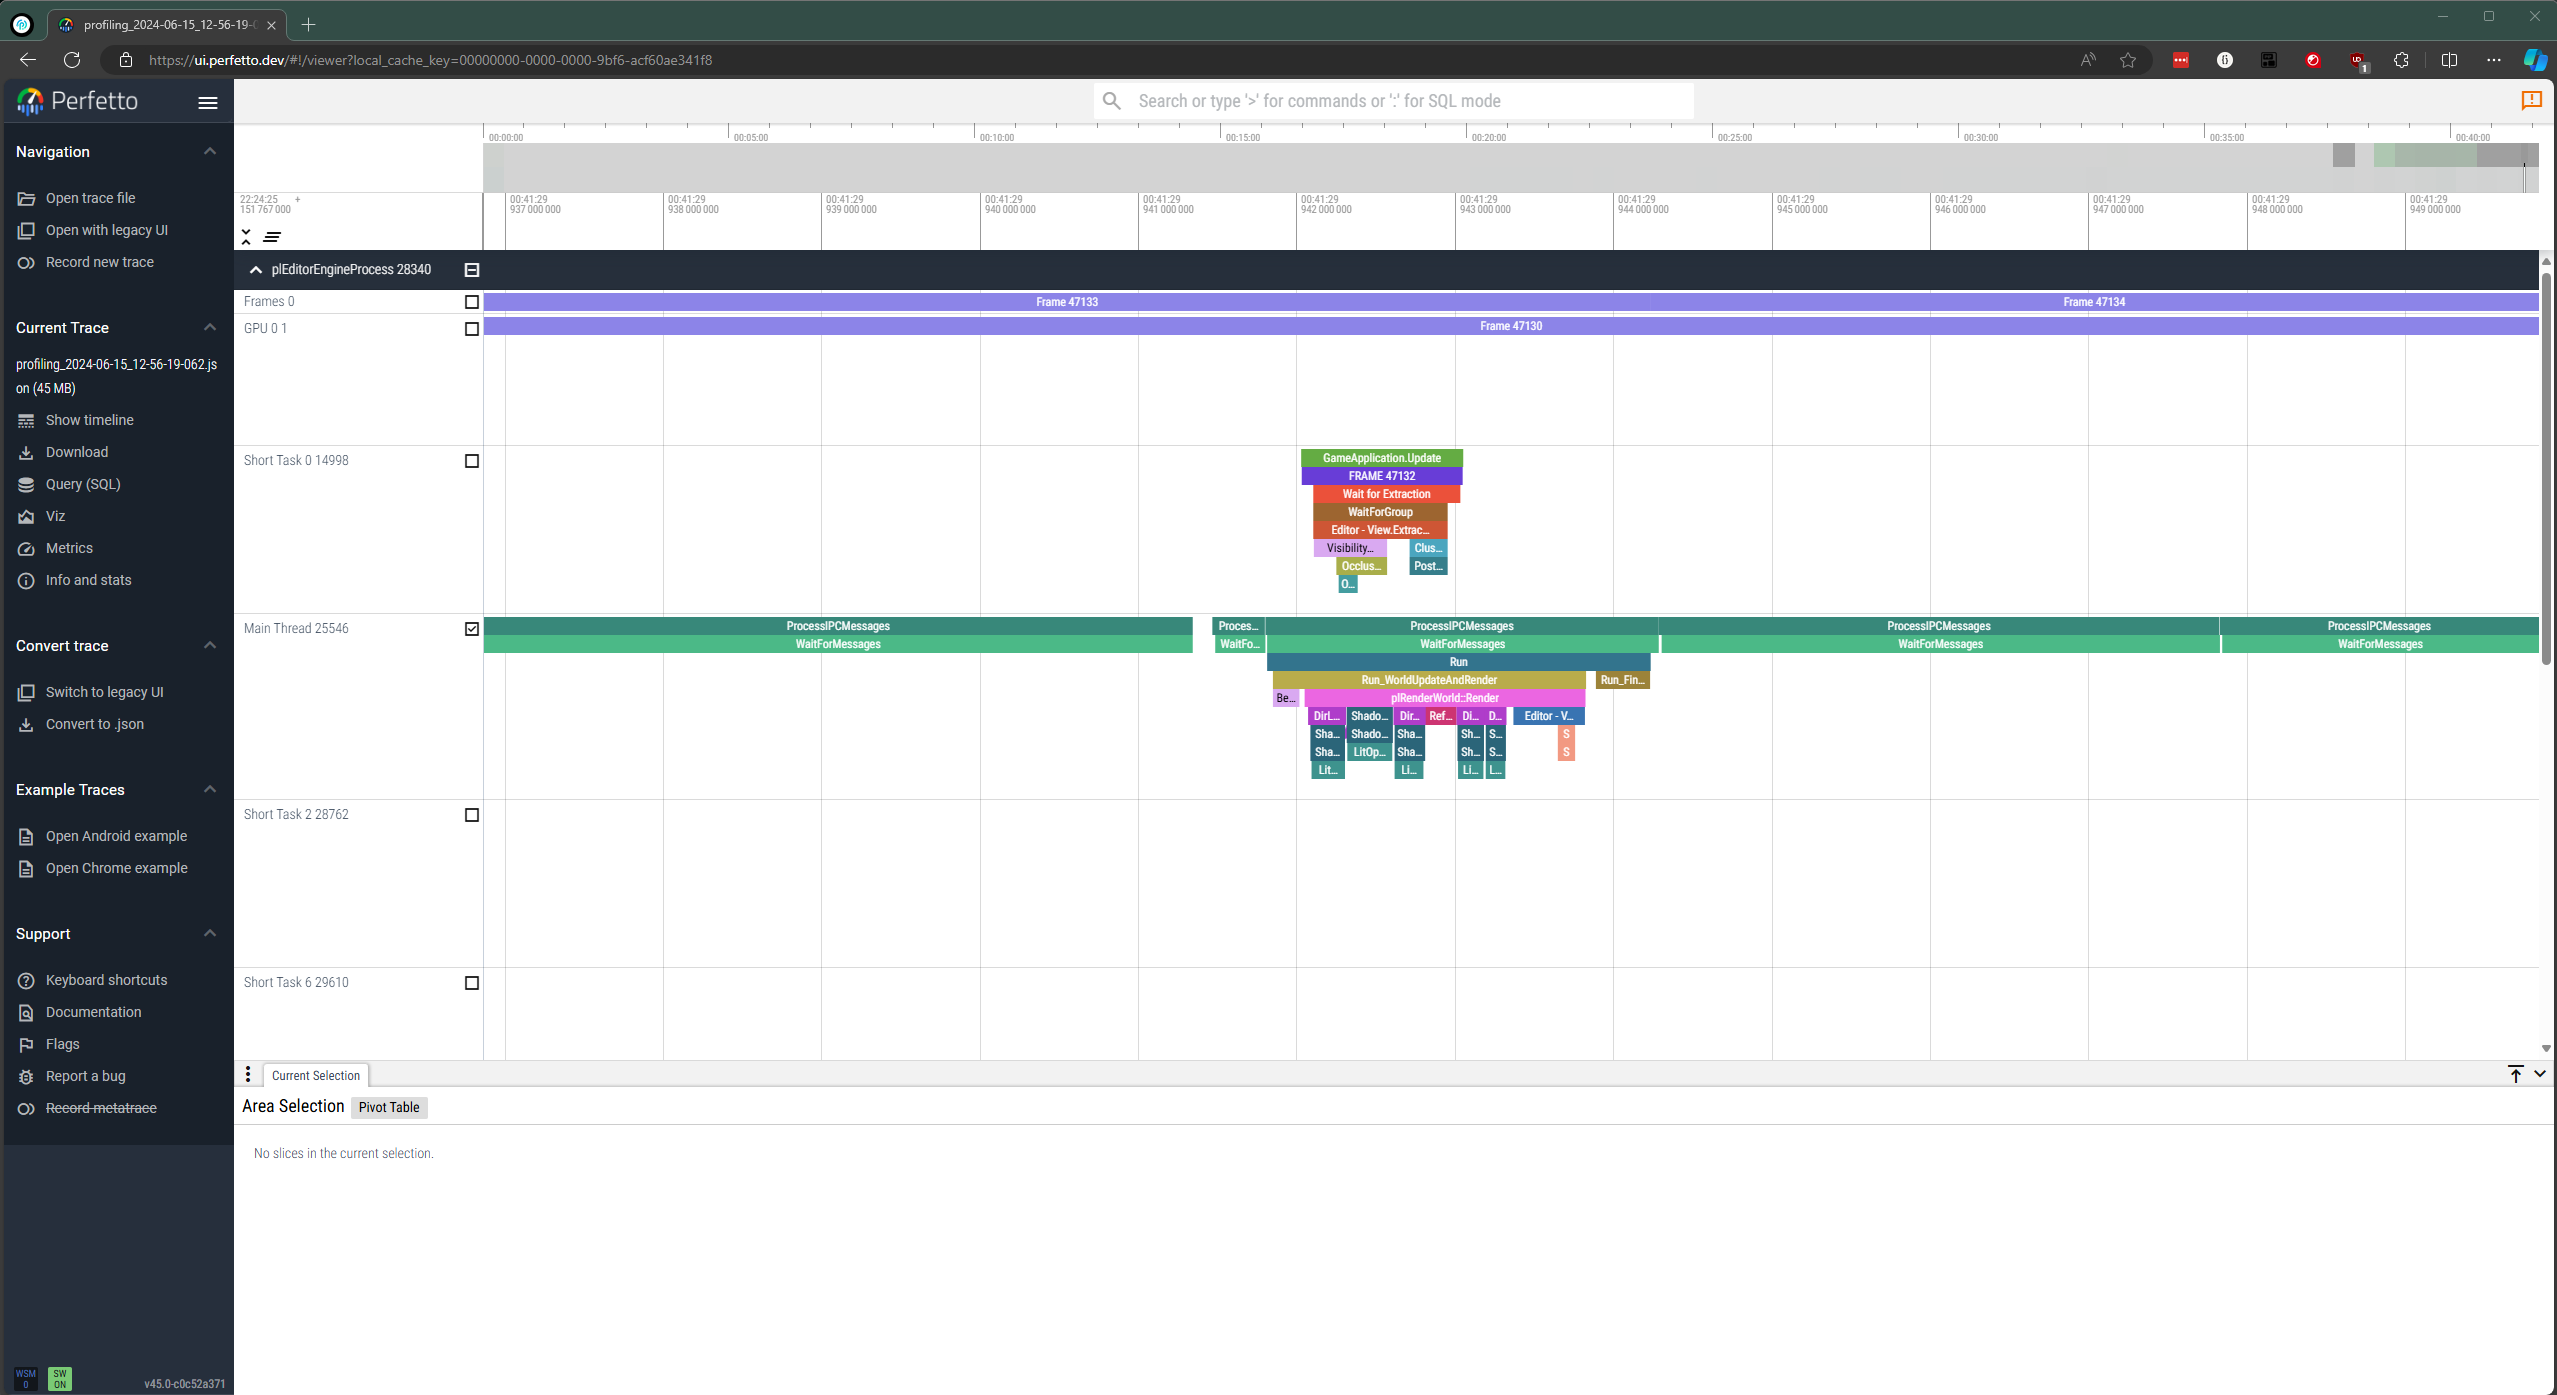 profiling_2024-06-15_12-56-19-0
https://ui.perfetto.dev/#!/viewer?local_cache_key=00000000-0000-0000-9bf6-acf60ae341f8
Perfetto
Search or type '>' for commands or ':' for SQL mode
Navigation
Open trace file
Open with legacy UI
Record new trace
Current Trace
profiling_2024-06-15_12-56-19-062.js
on (45 MB)
Show timeline
Download
Query (SQL)
Viz
Metrics
Info and stats
Convert trace
Switch to legacy UI
Convert to .json
Example Traces
Open Android example
Open Chrome example
Support
Keyboard shortcuts
Documentation
Flags
Report a bug
Record metatrace
WSM
0
SW
ON
v45.0-c0c52a371
00:00:00 00:05:00 00:10:00 00:15:00 00:20:00 00:25:00 00:30:00 00:35:00 00:40:00
22:24:25 + 00:41:29 00:41:29 00:41:29 00:41:29 00:41:29 00:41:29 00:41:29 00:41:29 00:41:29 00:41:29 00:41:29 00:41:29 00:41:29
151 767 000 937 000 000 938 000 000 939 000 000 940 000 000 941 000 000 942 000 000 943 000 000 944 000 000 945 000 000 946 000 000 947 000 000 948 000 000 949 000 000
plEditorEngineProcess 28340
Frames 0 Frame 47133 Frame 47134
GPU 0 1 Frame 47130
Short Task 0 14998 GameApplication.Update
FRAME 47132
Wait for Extraction
WaitForGroup
Editor - View.Extrac...
Visibility... Clus...
Occlus... Post...
O...
Main Thread 25546 ProcessIPCMessages Proces... ProcessIPCMessages ProcessIPCMessages ProcessIPCMessages
WaitForMessages WaitFo... WaitForMessages WaitForMessages WaitForMessages
Run
Run_WorldUpdateAndRender Run_Fin...
Be... plRenderWorld::Render
DirL... Shado... Dir... Ref... Di... D... Editor - V...
Sha... Shado... Sha... Sh... S... S
Sha... LitOp... Sha... Sh... S... S
Lit... Li... Li... L...
Short Task 2 28762
Short Task 6 29610
Current Selection
Area Selection Pivot Table
No slices in the current selection.